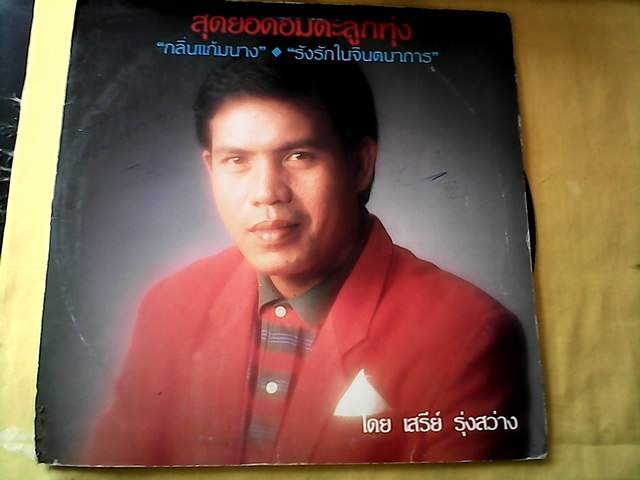 สุดยอดอมตะลูกทุ่ง
“กลิ่นแก้มนาง” ◆ “รังรักในจินตนาการ”
โดย เสรีย์ รุ่งสว่าง